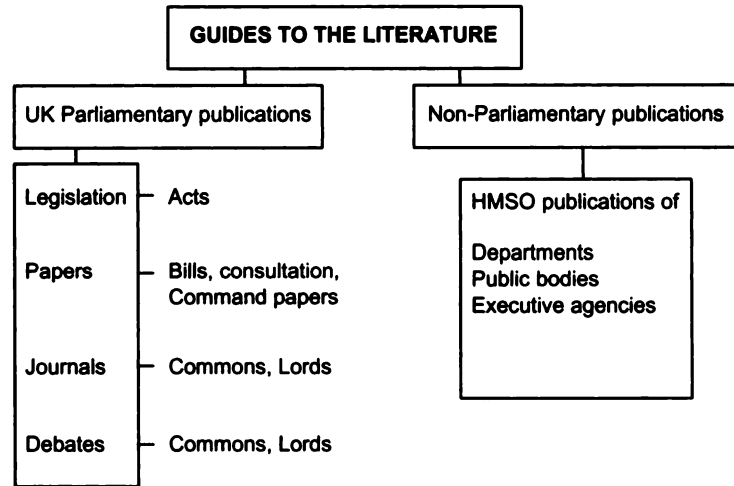 GUIDES TO THE LITERATURE
UK Parliamentary publications
Legislation
Acts
Papers
Bills, consultation,
Command papers
Journals
Commons, Lords
Debates
Commons, Lords
Non-Parliamentary publications
HMSO publications of
Departments
Public bodies
Executive agencies